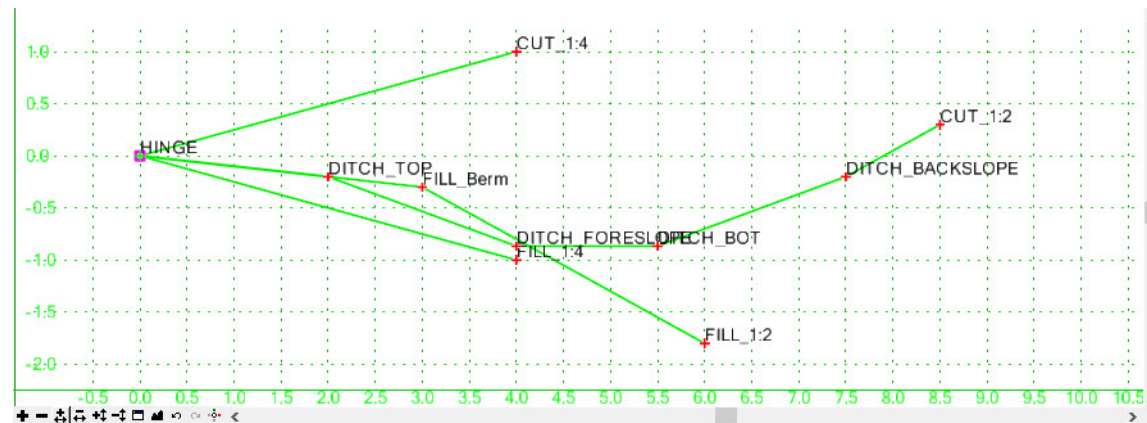 1.0
CUT_1:4
0.5
CUT_1:2
0.0
HINGE
DITCH_TOP
FILL_Berm
DITCH_BACKSLOPE
-0.5
DITCH_FORESLOPE
DITCH_BOT
FILL_1:4
-1.0
-1.5
FILL_1:2
-2.0
-0.5 0.0 0.5 1.0 1.5 2.0 2.5 3.0 3.5 4.0 4.5 5.0 5.5 6.0 6.5 7.0 7.5 8.0 8.5 9.0 9.5 10.0 10.5